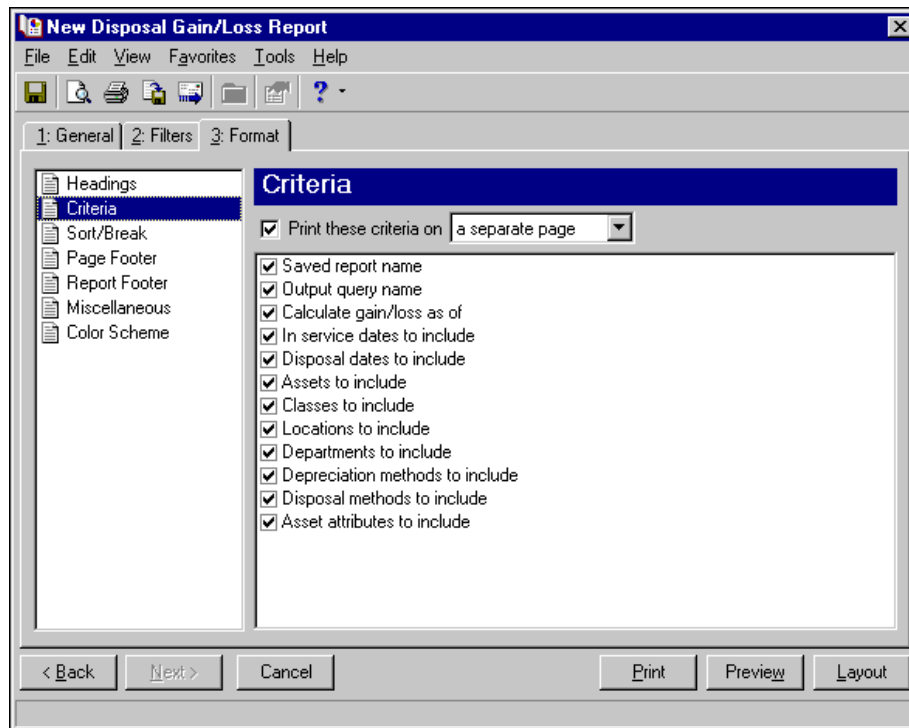 New Disposal Gain/Loss Report
File Edit View Favorites Tools Help
1: General 2: Filters 3: Format
Headings
Criteria
Sort/Break
Page Footer
Report Footer
Miscellaneous
Color Scheme
Criteria
Print these criteria on a separate page
Saved report name
Output query name
Calculate gain/loss as of
In service dates to include
Disposal dates to include
Assets to include
Classes to include
Locations to include
Departments to include
Depreciation methods to include
Disposal methods to include
Asset attributes to include
< Back Next > Cancel Print Preview Layout